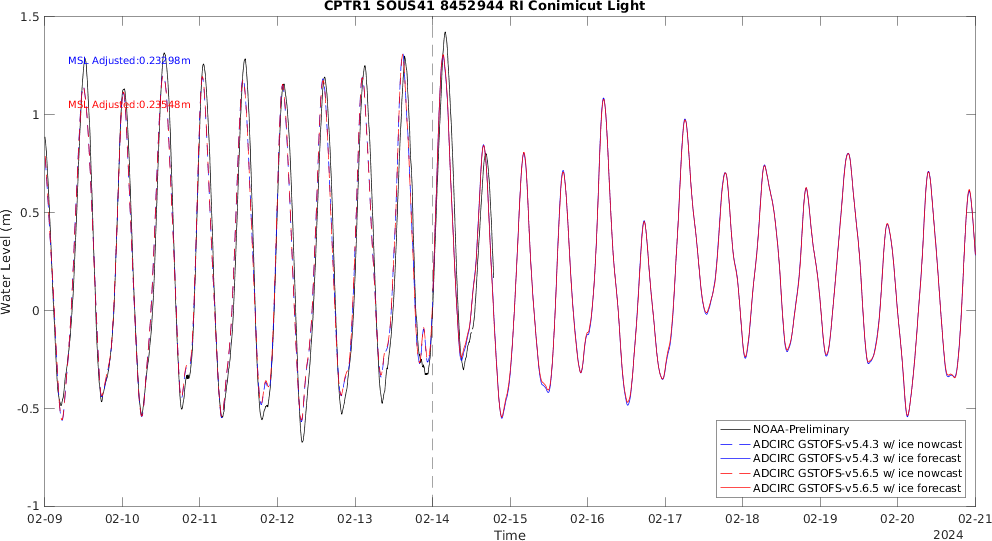 CPTR1 SOUS41 8452944 RI Conimicut Light
1.5
1
0.5
0
-0.5
-1
Water Level (m)
MSL Adjusted:0.23298m
MSL Adjusted:0.23548m
NOAA-Preliminary
ADCIRC GSTOFS-v5.4.3 w/ ice nowcast
ADCIRC GSTOFS-v5.4.3 w/ ice forecast
ADCIRC GSTOFS-v5.6.5 w/ ice nowcast
ADCIRC GSTOFS-v5.6.5 w/ ice forecast
02-09 02-10 02-11 02-12 02-13 02-14 02-15 02-16 02-17 02-18 02-19 02-20 02-21
Time
2024